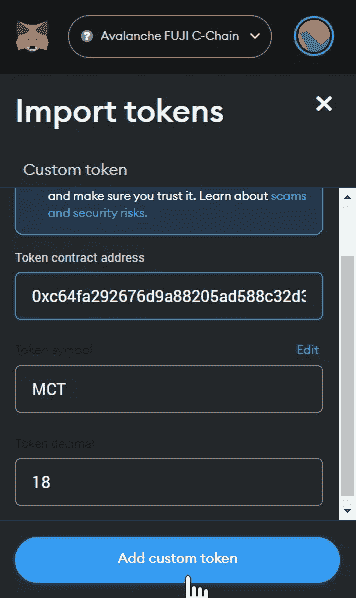 Avalanche FUJI C-Chain
Import tokens
Custom token
and make sure you trust it. Learn about scams
and security risks.
Token contract address
0xc64fa292676d9a88205ad588c32d3
Token symbol
Edit
MCT
Token decimal
18
Add custom token